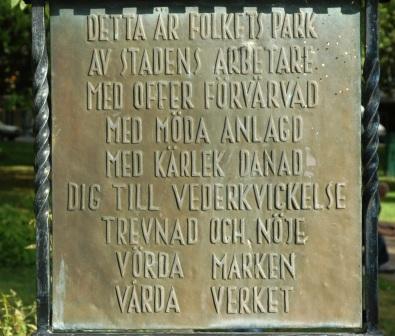 DETTA ÄR FOLKETS PARK
AV STADENS ARBETARE
MED OFFER FÖRVÄRVAD
MED MÖDA ANLAGD
MED KÄRLEK DANAD
DIG TILL VEDERKVICKELSE
TREVNAD OCH NÖJE
VÖRDA MARKEN
VÅRDA VERKET